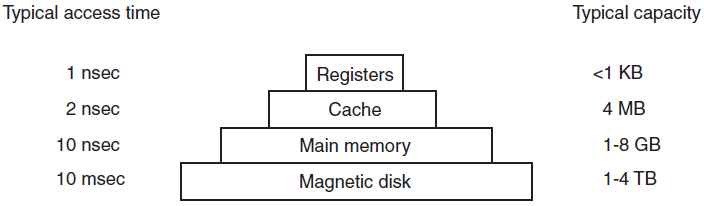 Typical access time Typical capacity
1 nsec Registers <1 KB
2 nsec Cache 4 MB
10 nsec Main memory 1-8 GB
10 msec Magnetic disk 1-4 TB